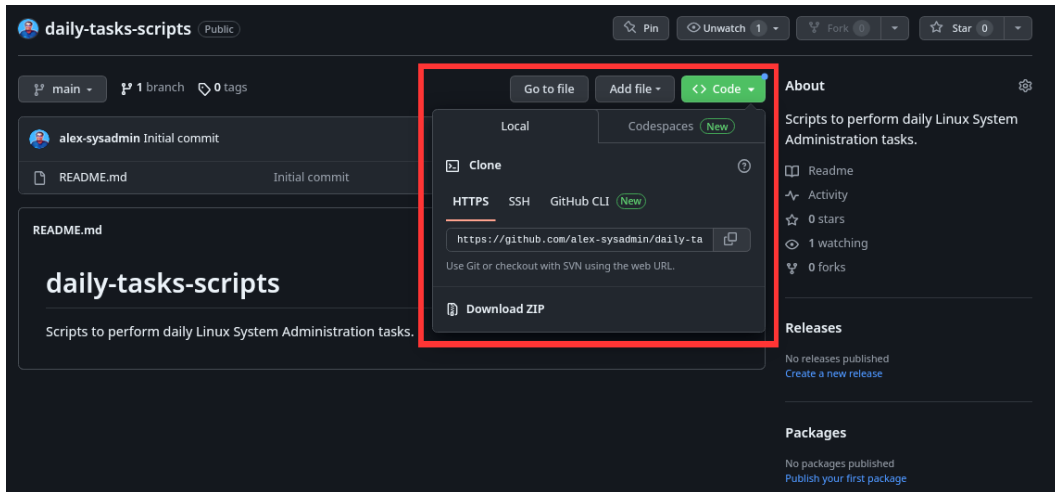 daily-tasks-scripts Public
Pin
Unwatch 1
Fork 0
Star 0
main
1 branch
0 tags
Go to file
Add file
<> Code
alex-sysadmin Initial commit
README.md Initial commit
README.md
daily-tasks-scripts
Scripts to perform daily Linux System Administration tasks.
Local
Codespaces New
Clone
HTTPS SSH GitHub CLI New
https://github.com/alex-sysadmin/daily-ta
Use Git or checkout with SVN using the web URL.
Download ZIP
About
Scripts to perform daily Linux System
Administration tasks.
Readme
Activity
0 stars
1 watching
0 forks
Releases
No releases published
Create a new release
Packages
No packages published
Publish your first package